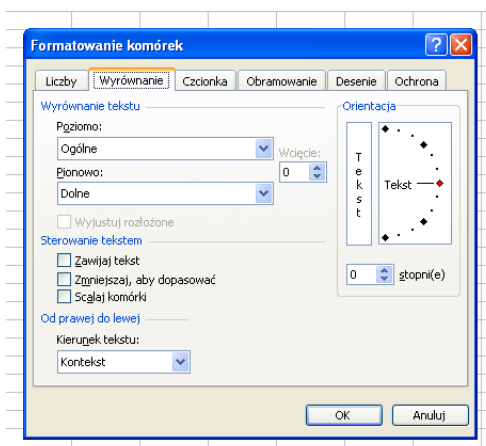 Formatowanie komórek
Liczby Wyrównanie Czcionka Obramowanie Desenie Ochrona
Wyrównanie tekstu
Poziomo:
Ogólne
Wcięcie:
Pionowo:
0
Dolne
Wyjustuj rozłożone
Sterowanie tekstem
Zawijaj tekst
Zmniejszaj, aby dopasować
Scalaj komórki
Od prawej do lewej
Kierunek tekstu:
Kontekst
Orientacja
T
e
k
s
t
Tekst
0 stopni(e)
OK Anuluj